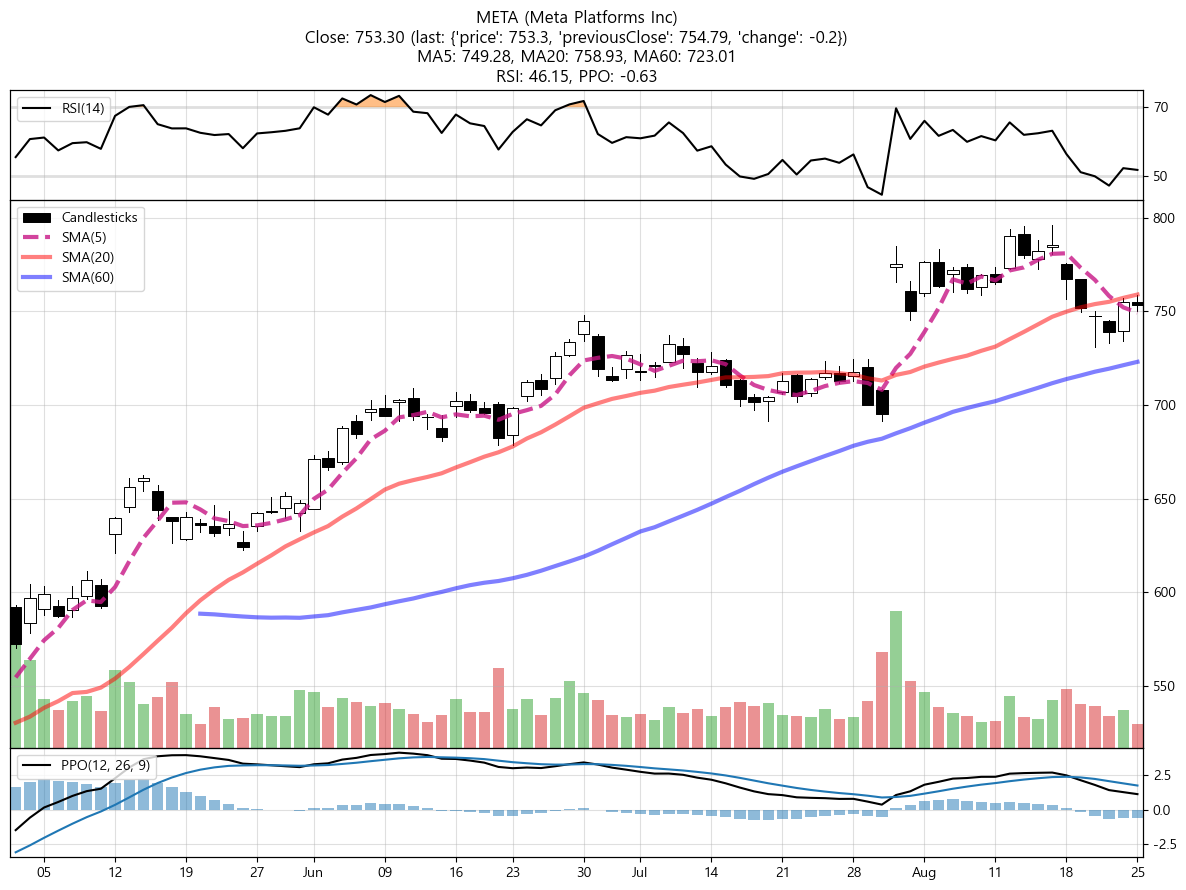 META (Meta Platforms Inc)
Close: 753.30 (last: {'price': 753.3, 'previousClose': 754.79, 'change': -0.2})
MA5: 749.28, MA20: 758.93, MA60: 723.01
RSI: 46.15, PPO: -0.63
RSI(14)
70
50
Candlesticks
SMA(5)
SMA(20)
SMA(60)
800
750
700
650
600
550
PPO(12, 26, 9)
2.5
0.0
-2.5
05 12 19 27 Jun 09 16 23 Jul 14 21 28 Aug 11 18 25